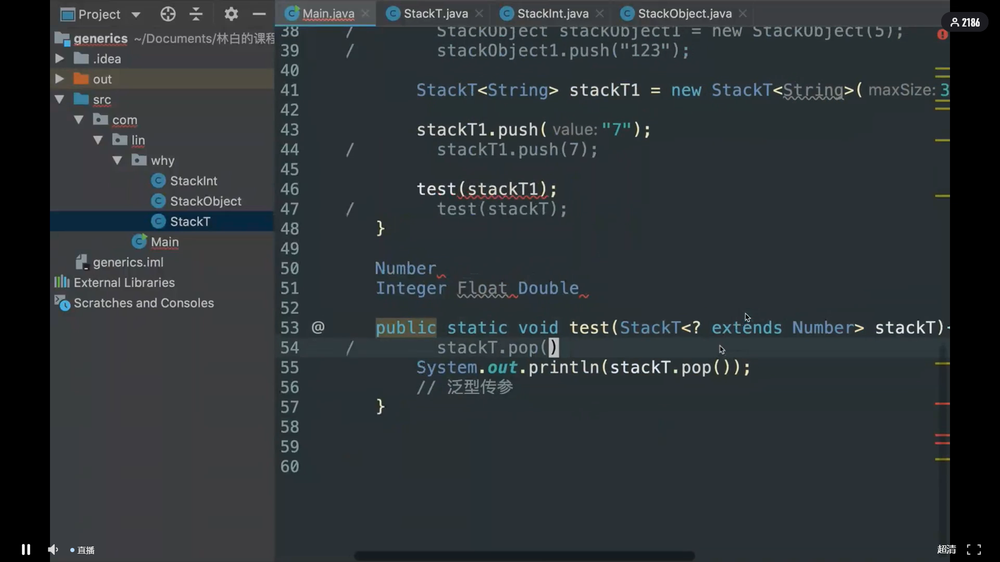 Project
Main.java
StackT.java
StackInt.java
StackObject.java
2186
generics ~/Documents/林白的课程
.idea
out
src
com
lin
why
StackInt
StackObject
StackT
Main
generics.iml
External Libraries
Scratches and Consoles
38 / StackObject stackObject1 = new StackObject(5);
39 / stackObject1.push("123");
40
41 StackT<String> stackT1 = new StackT<String>( maxSize: 3
42
43 stackT1.push( value: "7");
44 / stackT1.push(7);
45
46 test(stackT1);
47 / test(stackT);
48 }
49
50 Number
51 Integer Float Double
52
53 @ public static void test(StackT<? extends Number> stackT){
54 / stackT.pop()
55 System.out.println(stackT.pop());
56 // 泛型传参
57 }
58
59
60
直播
超清